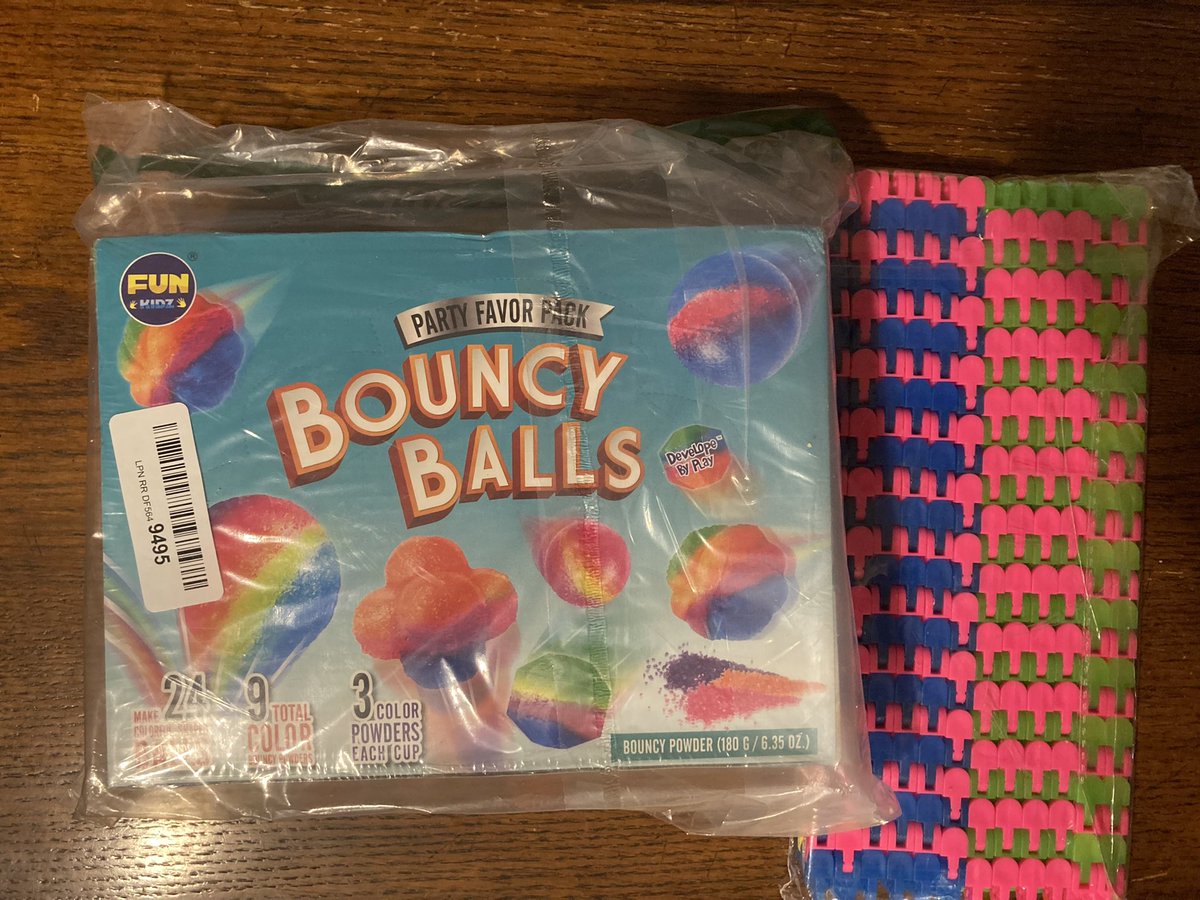 FUN
KIDZ
®
PARTY FAVOR PACK
BOUNCY
BALLS
Develope™
By Play
LPN RR DF564 9495
MAKE 24
9 TOTAL
COLOR
3 COLOR
POWDERS
EACH CUP
BOUNCY POWDER (180 G / 6.35 OZ.)